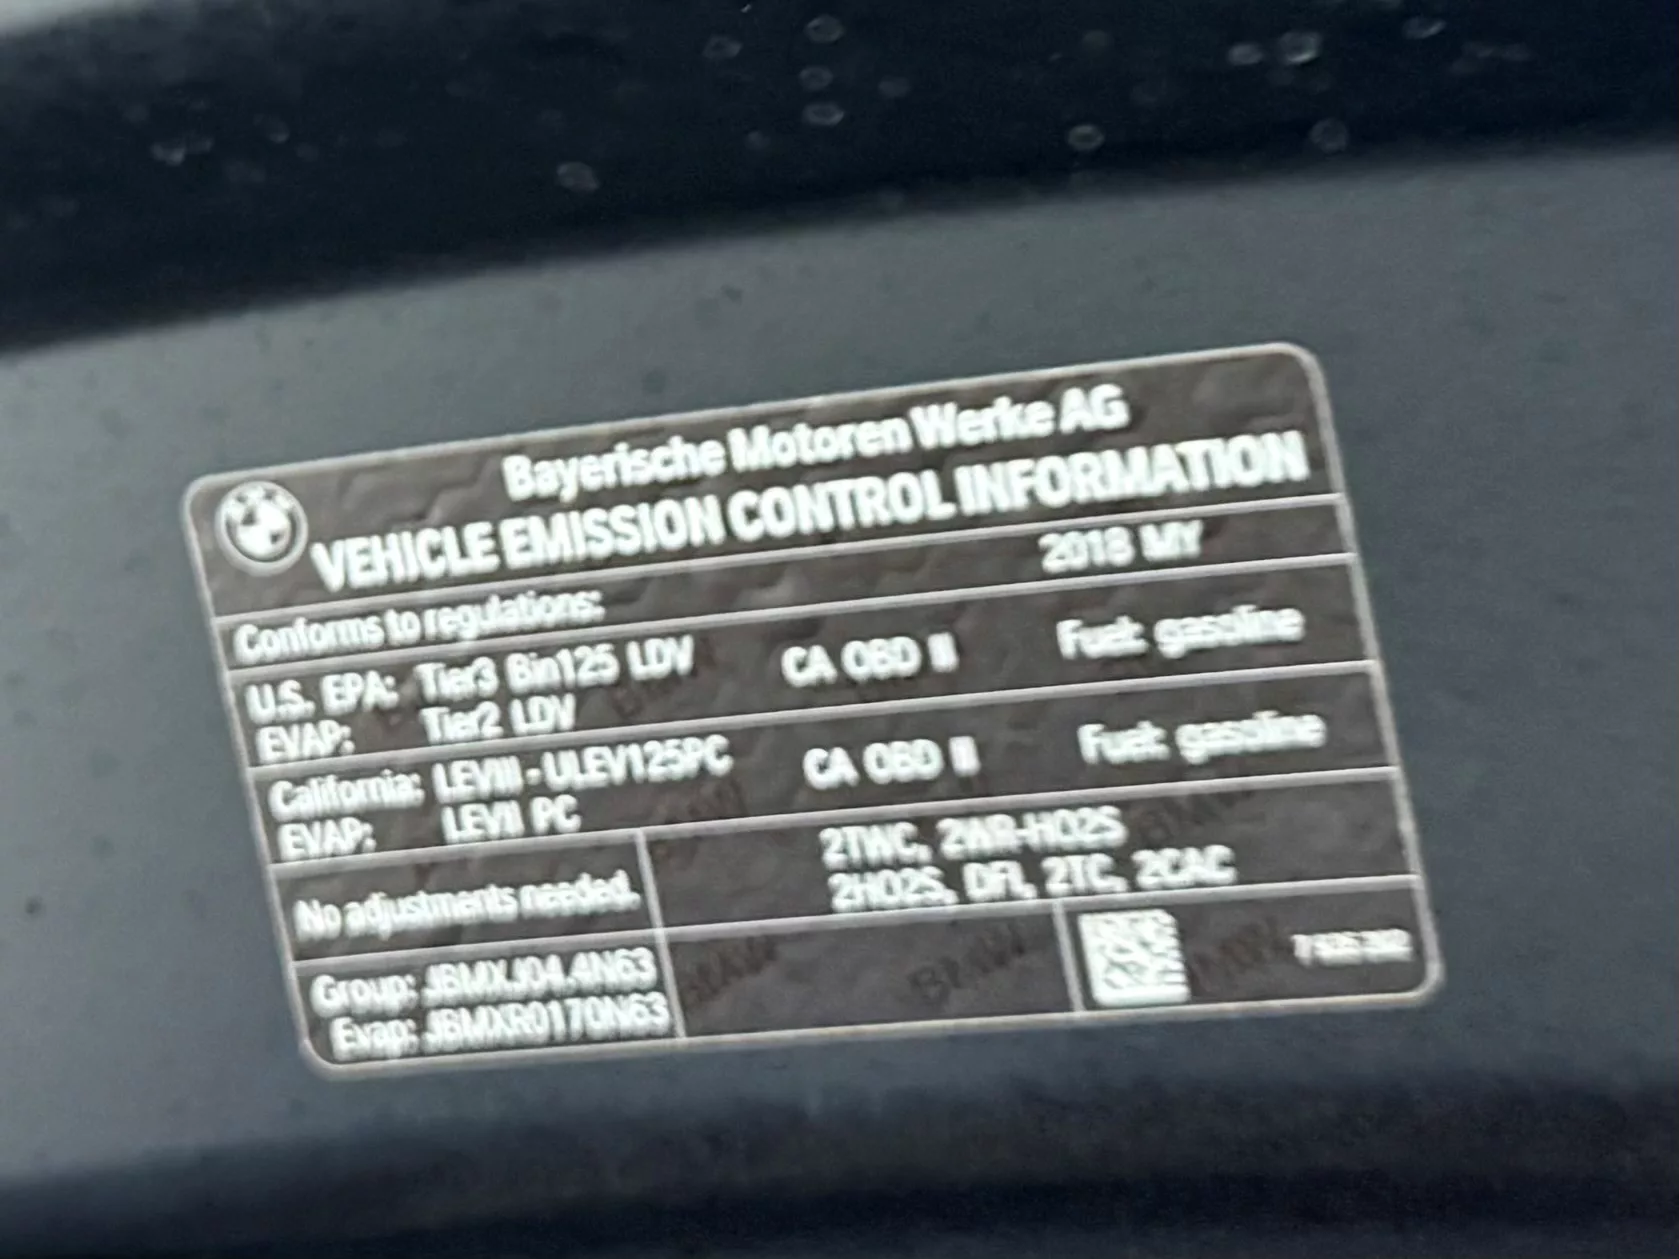 Bayerische Motoren Werke AG
VEHICLE EMISSION CONTROL INFORMATION
Conforms to regulations: 2018 MY
U.S. EPA: Tier3 Bin125 LDV CA OBD II Fuel: gasoline
EVAP: Tier2 LDV
California: LEVIII - ULEV125PC CA OBD II Fuel: gasoline
EVAP: LEVII PC
No adjustments needed.
2TWC, 2WR-HO2S
2HO2S, DFI, 2TC, 2CAC
Group: JBMXJ04.4N63
Evap: JBMXR0170N63